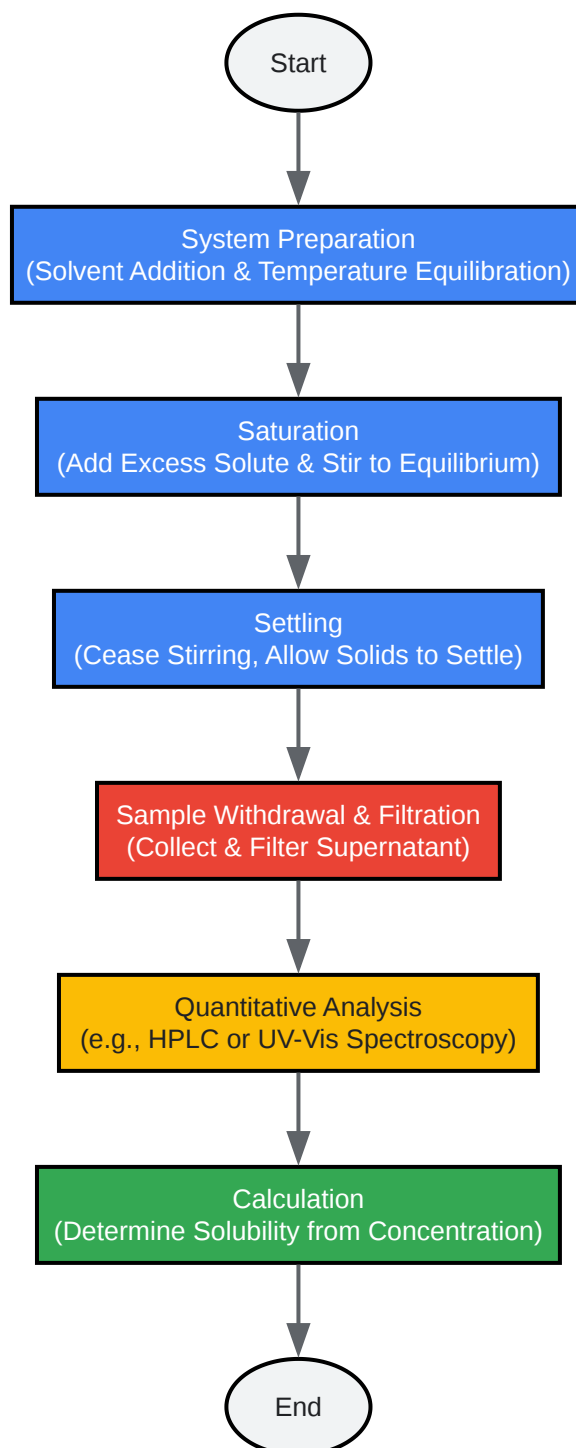 Start
System Preparation
(Solvent Addition & Temperature Equilibration)
Saturation
(Add Excess Solute & Stir to Equilibrium)
Settling
(Cease Stirring, Allow Solids to Settle)
Sample Withdrawal & Filtration
(Collect & Filter Supernatant)
Quantitative Analysis
(e.g., HPLC or UV-Vis Spectroscopy)
Calculation
(Determine Solubility from Concentration)
End